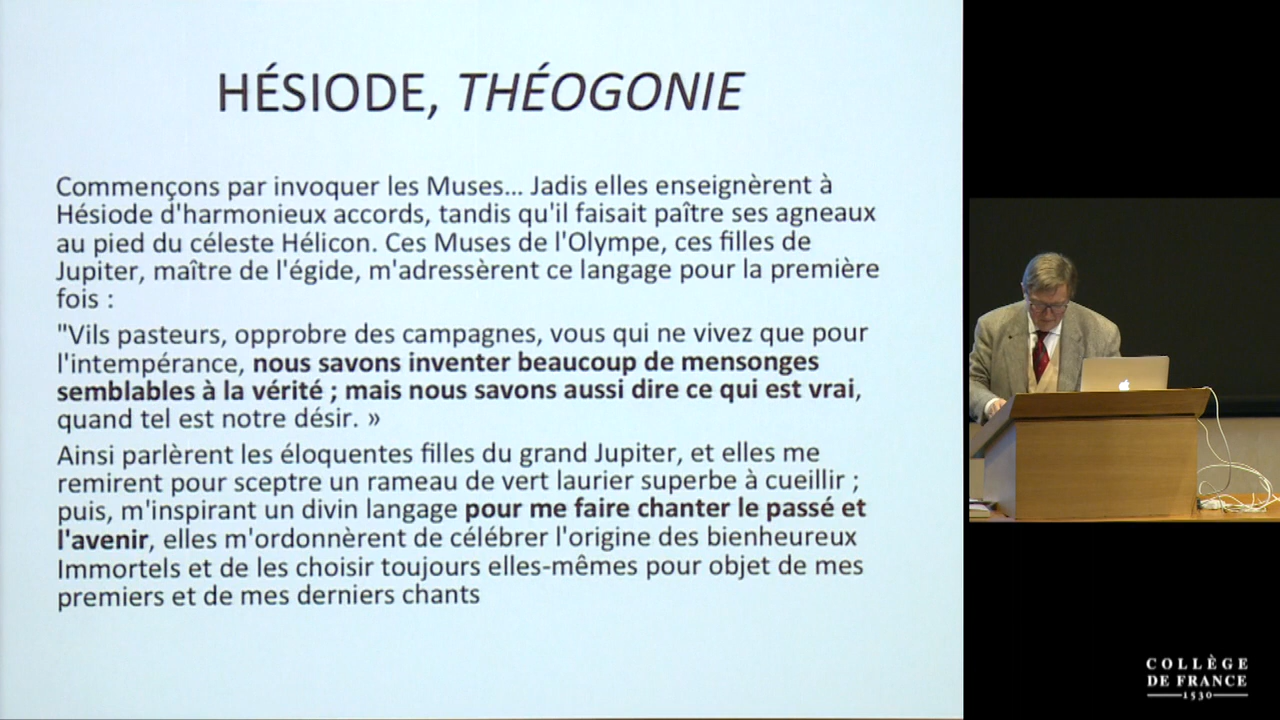 HÉSIODE, THÉOGONIE
Commençons par invoquer les Muses... Jadis elles enseignèrent à
Hésiode d'harmonieux accords, tandis qu'il faisait paître ses agneaux
au pied du céleste Hélicon. Ces Muses de l'Olympe, ces filles de
Jupiter, maître de l'égide, m'adressèrent ce langage pour la première
fois :
"Vils pasteurs, opprobre des campagnes, vous qui ne vivez que pour
l'intempérance, nous savons inventer beaucoup de mensonges
semblables à la vérité ; mais nous savons aussi dire ce qui est vrai,
quand tel est notre désir. »
Ainsi parlèrent les éloquentes filles du grand Jupiter, et elles me
remirent pour sceptre un rameau de vert laurier superbe à cueillir ;
puis, m'inspirant un divin langage pour me faire chanter le passé et
l'avenir, elles m'ordonnèrent de célébrer l'origine des bienheureux
Immortels et de les choisir toujours elles-mêmes pour objet de mes
premiers et de mes derniers chants
COLLÈGE
DE FRANCE
1530